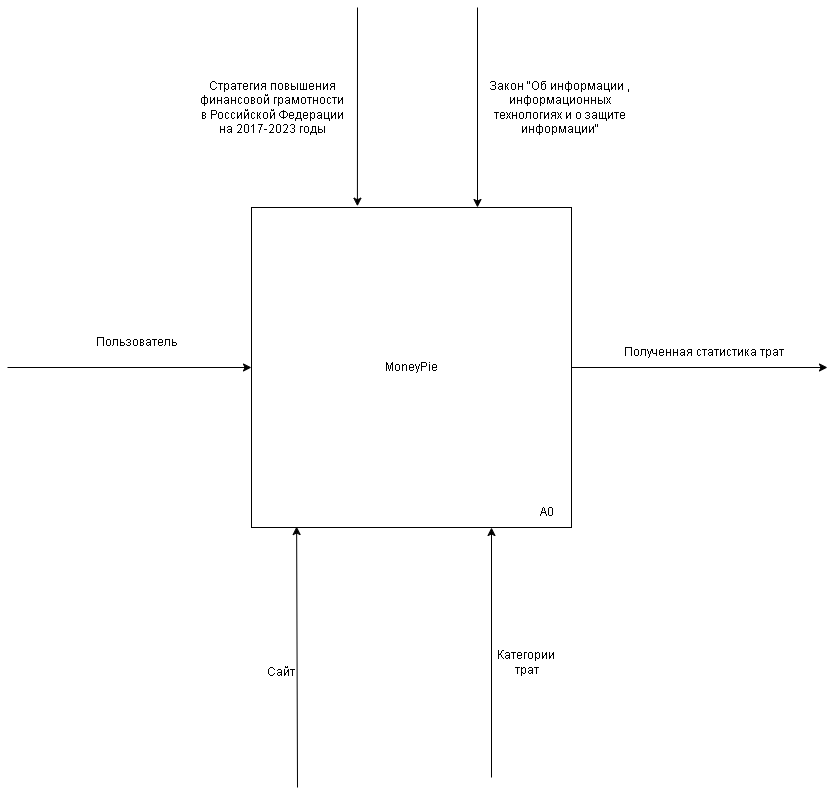 Стратегия повышения
финансовой грамотности
в Российской Федерации
на 2017-2023 годы
Закон "Об информации ,
информационных
технологиях и о защите
информации"
Пользователь
MoneyPie
Полученная статистика трат
A0
Сайт
Категории
трат